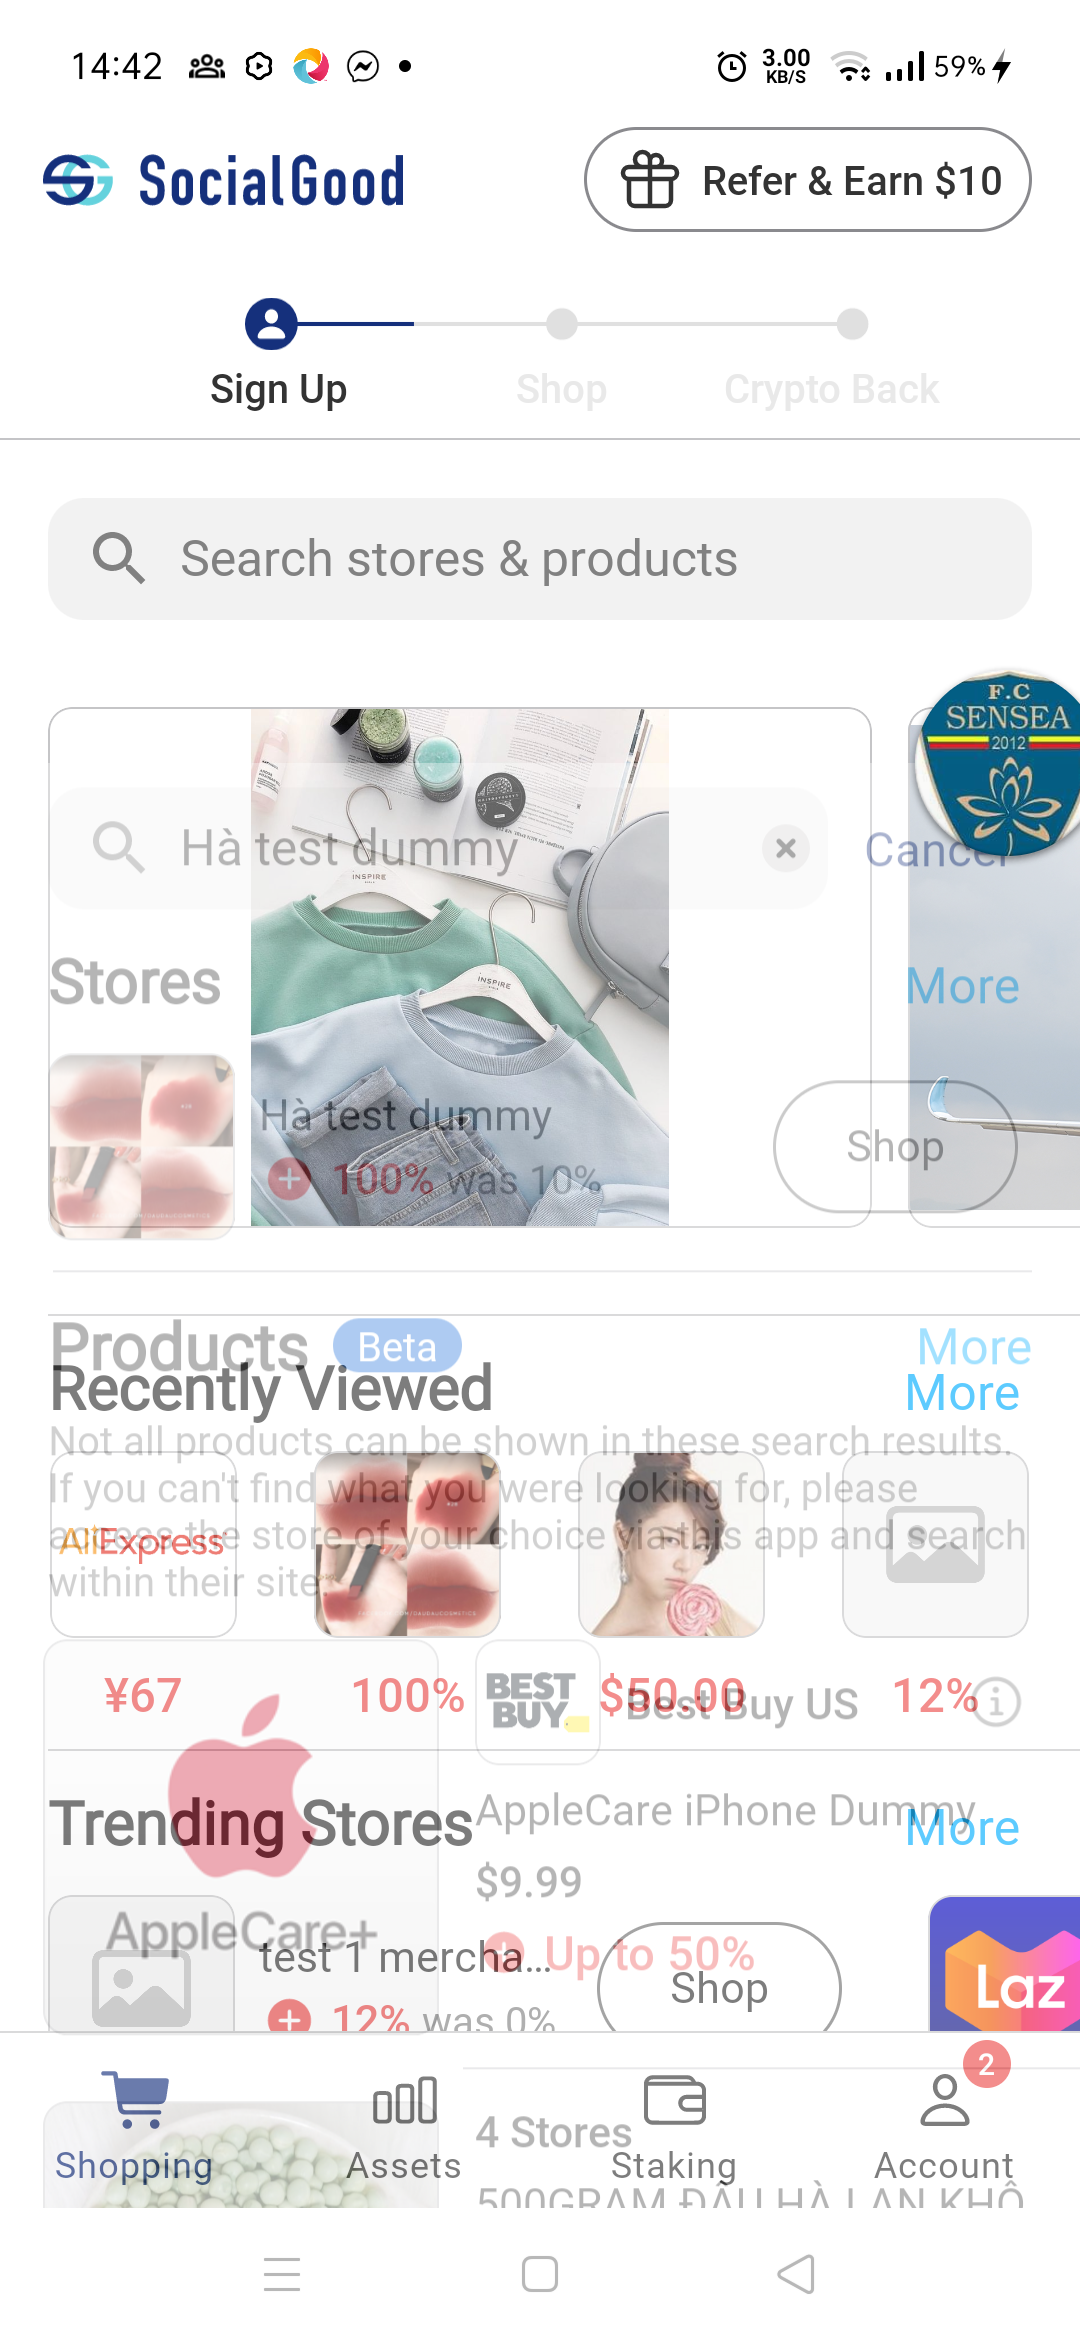 14:42
3.00
KB/S
59%
SocialGood
Refer & Earn $10
Sign Up
Shop
Crypto Back
Search stores & products
F.C
SENSEA
2012
Hà test dummy
Cancel
INSPIRE
INSPIRE
Stores
More
Hà test dummy
100% was 10%
Shop
Products
Beta
More
Recently Viewed
More
Not all products can be shown in these search results.
If you can't find what you were looking for, please
the store of your choice via this app and search
within their site
AliExpress
¥67
100%
BEST
BUY
$50.00
Best Buy US
12%
Trending Stores
More
AppleCare iPhone Dummy
$9.99
AppleCare+
Up to 50%
test 1 mercha...
12% was 0%
Shop
Laz
2
Shopping
Assets
Staking
Account
4 Stores
500GRAM ĐẬU HÀ LAN KHÔ